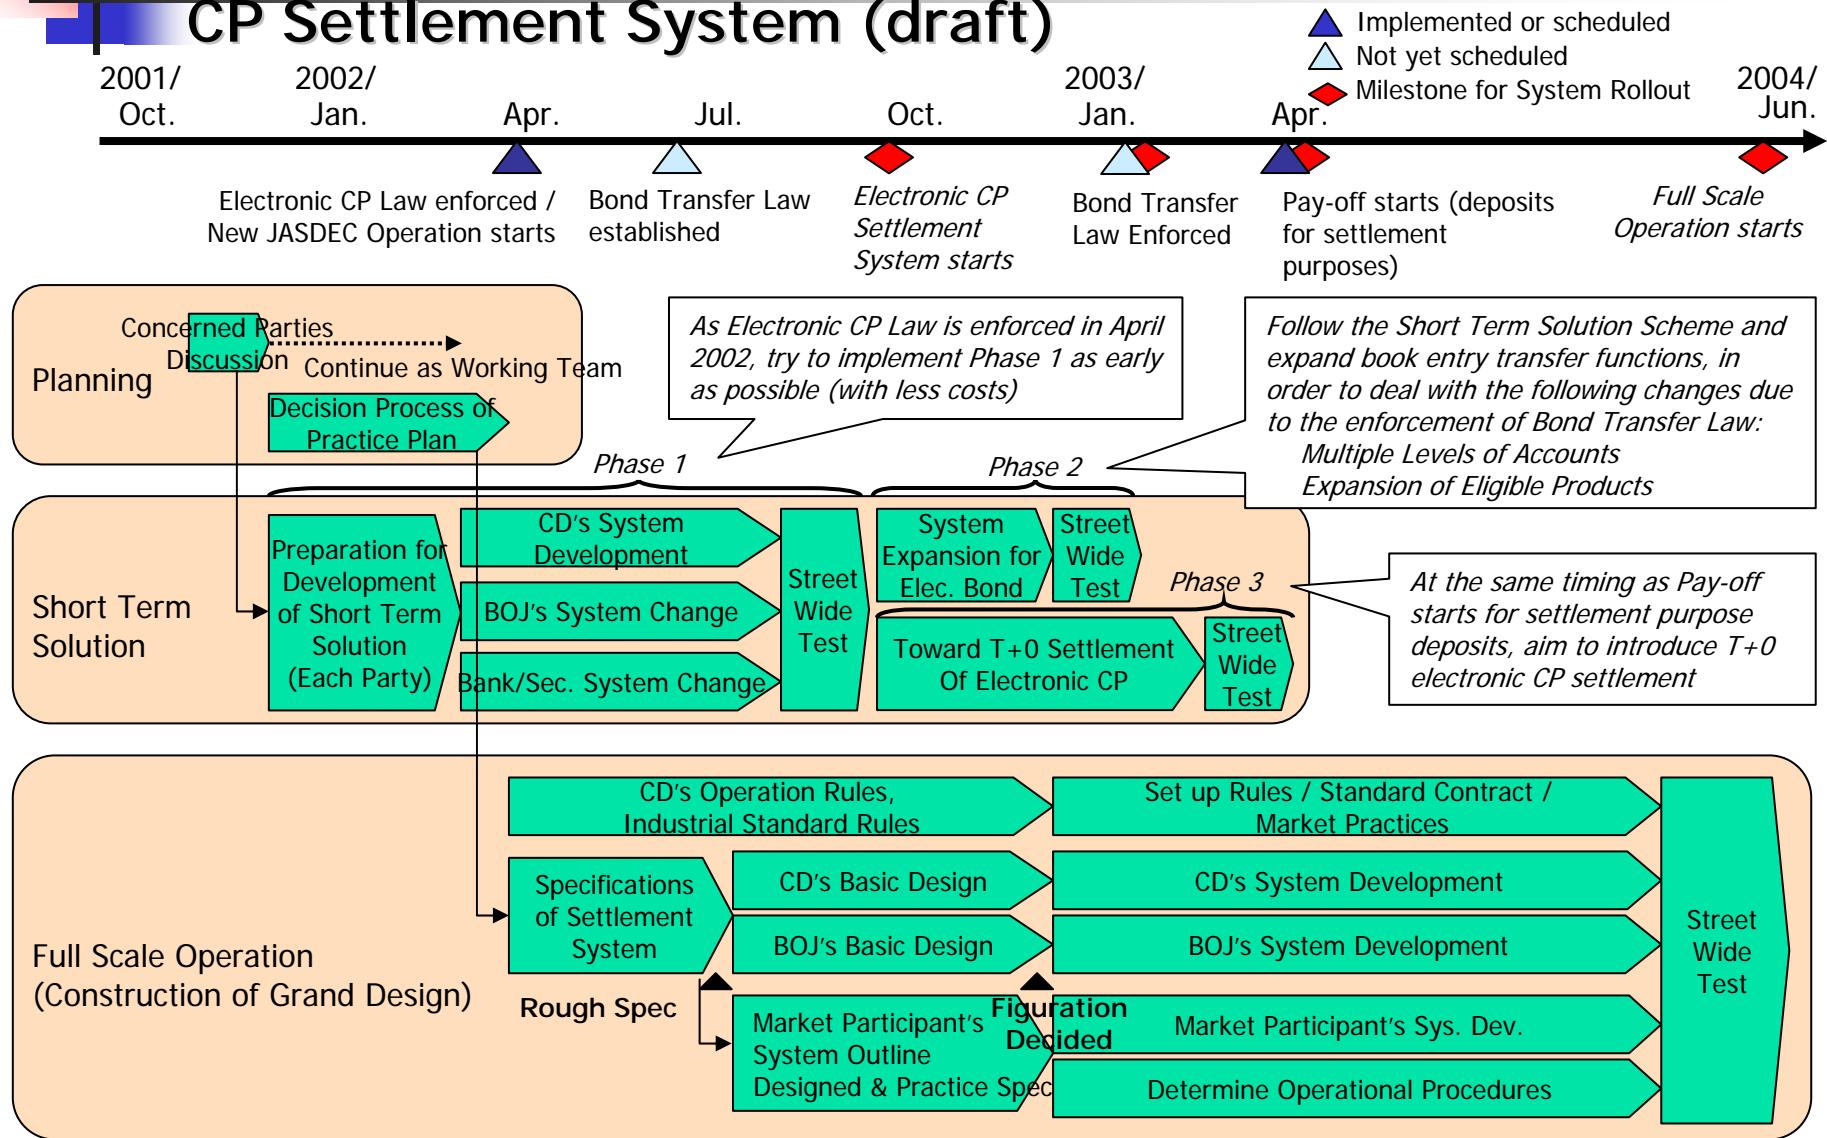 CP Settlement System (draft)
Implemented or scheduled
Not yet scheduled
Milestone for System Rollout
2001/
Oct.
2002/
Jan.
Apr.
Jul.
Oct.
2003/
Jan.
Apr.
2004/
Jun.
Electronic CP Law enforced /
New JASDEC Operation starts
Bond Transfer Law
established
Electronic CP
Settlement
System starts
Bond Transfer
Law Enforced
Pay-off starts (deposits
for settlement
purposes)
Full Scale
Operation starts
Planning
Concerned Parties
Discussion
Continue as Working Team
Decision Process of
Practice Plan
As Electronic CP Law is enforced in April
2002, try to implement Phase 1 as early
as possible (with less costs)
Follow the Short Term Solution Scheme and
expand book entry transfer functions, in
order to deal with the following changes due
to the enforcement of Bond Transfer Law:
Multiple Levels of Accounts
Expansion of Eligible Products
Phase 1
Phase 2
Short Term
Solution
Preparation for
Development
of Short Term
Solution
(Each Party)
CD's System
Development
BOJ's System Change
Bank/Sec. System Change
Street
Wide
Test
System
Expansion for
Elec. Bond
Street
Wide
Test
Phase 3
Toward T+0 Settlement
Of Electronic CP
Street
Wide
Test
At the same timing as Pay-off
starts for settlement purpose
deposits, aim to introduce T+0
electronic CP settlement
Full Scale Operation
(Construction of Grand Design)
CD's Operation Rules,
Industrial Standard Rules
Set up Rules / Standard Contract /
Market Practices
Specifications
of Settlement
System
CD's Basic Design
CD's System Development
BOJ's Basic Design
BOJ's System Development
Rough Spec
Figuration
Decided
Market Participant's
System Outline
Designed & Practice Spec
Market Participant's Sys. Dev.
Determine Operational Procedures
Street
Wide
Test